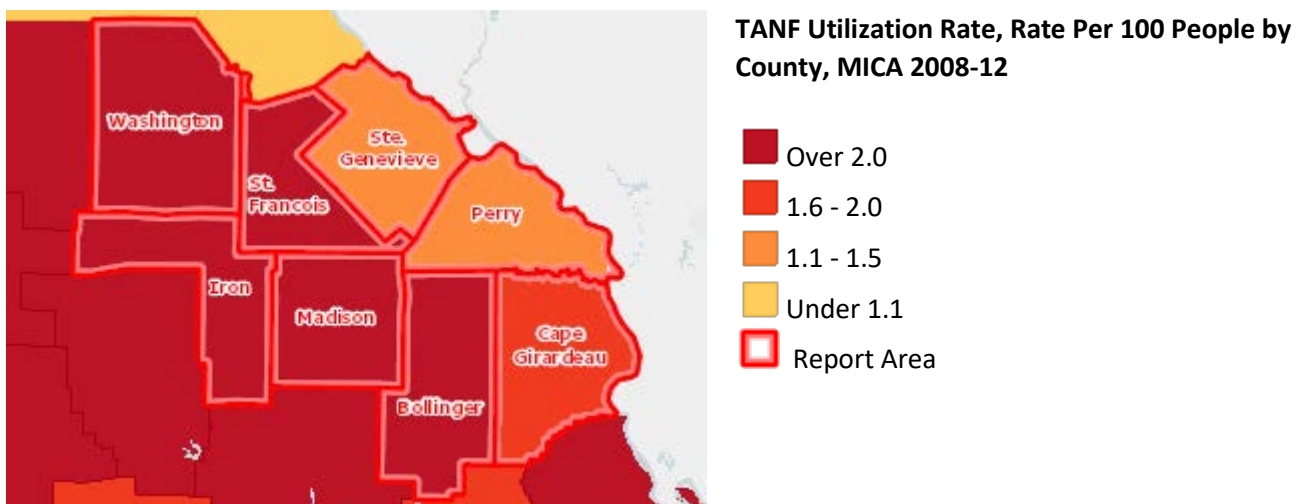 TANF Utilization Rate, Rate Per 100 People by
County, MICA 2008-12
Over 2.0
1.6 - 2.0
1.1 - 1.5
Under 1.1
Report Area
Washington
Ste.
Genevieve
St.
Francois
Perry
Iron
Madison
Cape
Girardeau
Bollinger